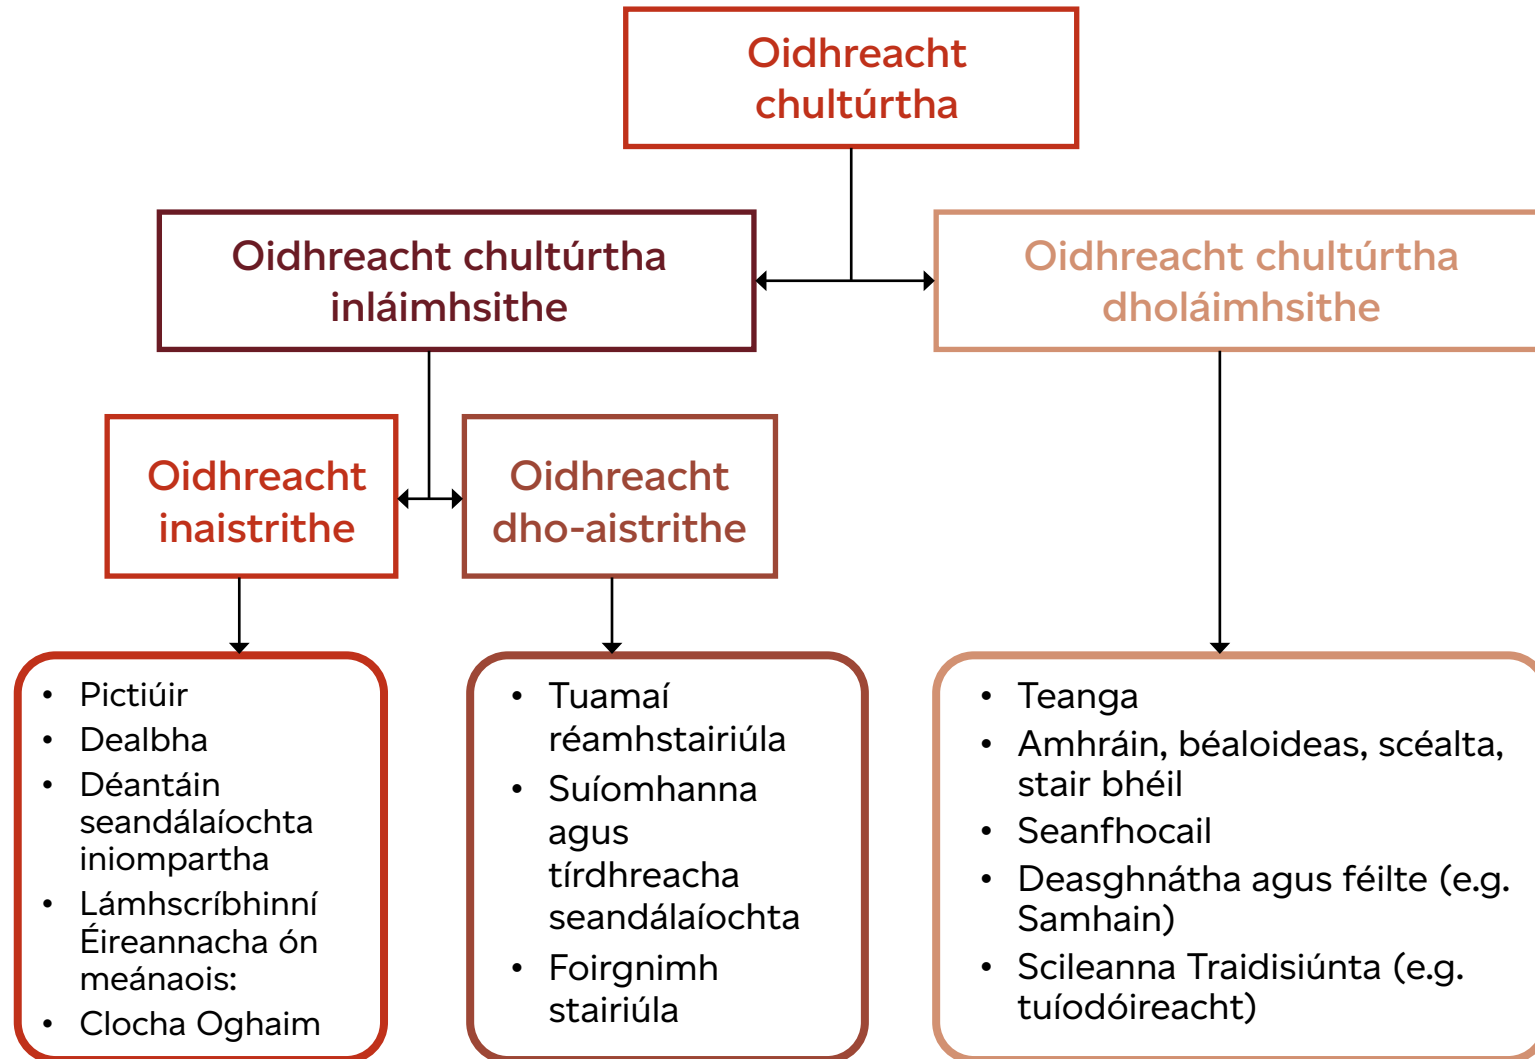 Oidhreacht
chultúrtha
Oidhreacht chultúrtha
inláimhsithe
Oidhreacht chultúrtha
dholáimhsithe
Oidhreacht
inaistrithe
Oidhreacht
dho-aistrithe
• Pictiúir
• Dealbha
• Déantáin
seandálaíochta
iniompartha
• Lámhscríbhinní
Éireannacha ón
meánaois:
• Clocha Oghaim
• Tuamaí
réamhstairiúla
• Suíomhanna
agus
tírdhreacha
seandálaíochta
• Foirgnimh
stairiúla
• Teanga
• Amhráin, béaloideas, scéalta,
stair bhéil
• Seanfhocail
• Deasghnátha agus féilte (e.g.
Samhain)
• Scileanna Traidisiúnta (e.g.
tuíodóireacht)